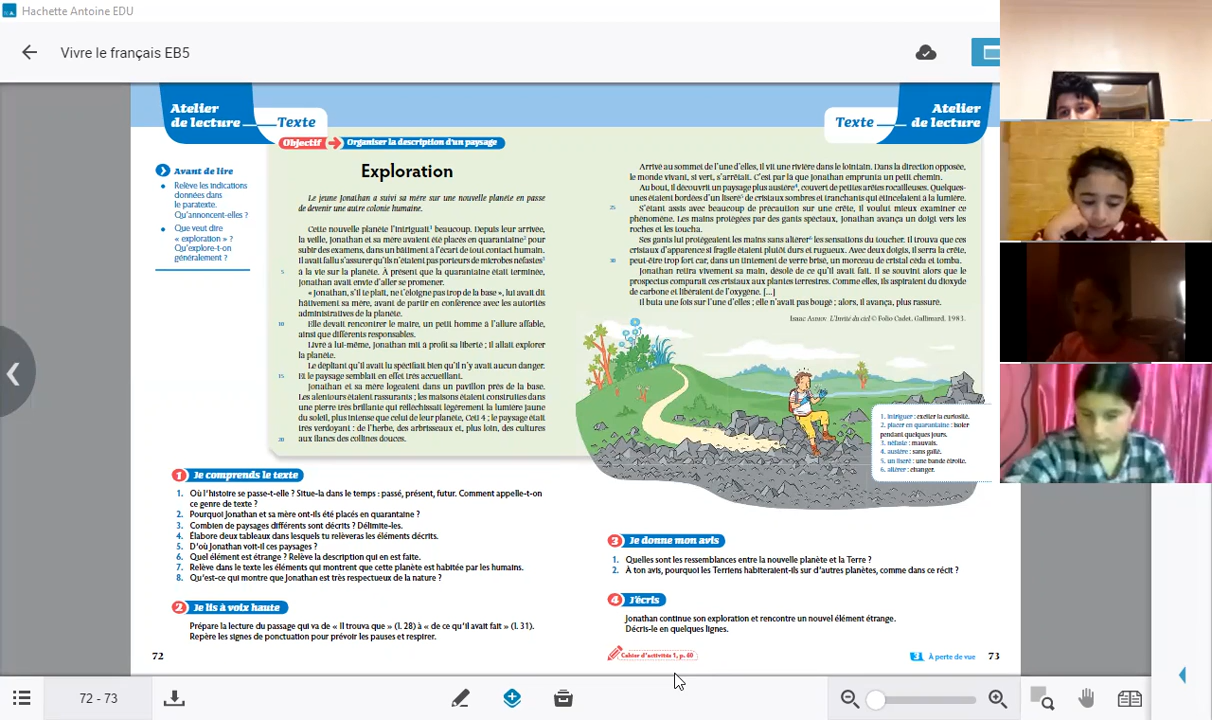 Hachette Antoine EDU
Vivre le français EB5
Atelier
de lecture
Texte
Texte
Atelier
de lecture
Objectif
Organiser la description d'un paysage
Avant de lire
Relève les indications
données dans
le paratexte.
Qu'annoncent-elles ?
Que veut dire
« exploration » ?
Qu'explore-t-on
généralement ?
Exploration
Le jeune Jonathan a suivi sa mère sur une nouvelle planète en passe
de devenir une autre colonie humaine.
Cette nouvelle planète l'intriguait¹ beaucoup. Depuis leur arrivée,
la veille, Jonathan et sa mère avaient été placés en quarantaine² pour
subir des examens, dans un bâtiment à l'écart de tout contact humain.
Il avait fallu s'assurer qu'ils n'étaient pas porteurs de microbes néfastes³
5 à la vie sur la planète. À présent que la quarantaine était terminée,
Jonathan avait envie d'aller se promener.
« Jonathan, s'il te plaît, ne t'éloigne pas trop de la base », lui avait dit
hâtivement sa mère, avant de partir en conférence avec les autorités
administratives de la planète.
10 Elle devait rencontrer le maire, un petit homme à l'allure affable,
ainsi que différents responsables.
Livré à lui-même, Jonathan mit à profit sa liberté ; il allait explorer
la planète.
Le dépliant qu'il avait lu spécifiait bien qu'il n'y avait aucun danger.
15 Et le paysage semblait en effet très accueillant.
Jonathan et sa mère logeaient dans un pavillon près de la base.
Les alentours étaient rassurants ; les maisons étaient construites dans
une pierre très brillante qui réfléchissait légèrement la lumière jaune
du soleil, plus intense que celui de leur planète, Ceti 4 ; le paysage était
très verdoyant : de l'herbe, des arbrisseaux et, plus loin, des cultures
20 aux flancs des collines douces.
Arrivé au sommet de l'une d'elles, il vit une rivière dans le lointain. Dans la direction opposée,
le monde vivant, si vert, s'arrêtait. C'est par là que Jonathan emprunta un petit chemin.
Au bout, il découvrit un paysage plus austère⁴, couvert de petites arêtes rocailleuses. Quelques-
unes étaient bordées d'un liseré⁵ de cristaux sombres et tranchants qui étincelaient à la lumière.
25 S'étant assis avec beaucoup de précaution sur une crête, il voulut mieux examiner ce
phénomène. Les mains protégées par des gants spéciaux, Jonathan avança un doigt vers les
roches et les toucha.
Ses gants lui protégeaient les mains sans altérer⁶ les sensations du toucher. Il trouva que ces
cristaux d'apparence si fragile étaient plutôt durs et rugueux. Avec deux doigts, il serra la crête,
30 peut-être trop fort car, dans un tintement de verre brisé, un morceau de cristal céda et tomba.
Jonathan retira vivement sa main, désolé de ce qu'il avait fait. Il se souvint alors que le
prospectus comparait ces cristaux aux plantes terrestres. Comme elles, ils aspiraient du dioxyde
de carbone et libéraient de l'oxygène. [...]
Il buta une fois sur l'une d'elles ; elle n'avait pas bougé ; alors, il avança, plus rassuré.
Isaac Asimov, L'Invité du ciel © Folio Cadet, Gallimard, 1983.
1. intriguer : exciter la curiosité.
2. placer en quarantaine : isoler
pendant quelques jours.
3. néfaste : mauvais.
4. austère : sans gaîté.
5. un liseré : une bande étroite.
6. altérer : changer.
1 Je comprends le texte
1. Où l'histoire se passe-t-elle ? Situe-la dans le temps : passé, présent, futur. Comment appelle-t-on
ce genre de texte ?
2. Pourquoi Jonathan et sa mère ont-ils été placés en quarantaine ?
3. Combien de paysages différents sont décrits ? Délimite-les.
4. Élabore deux tableaux dans lesquels tu relèveras les éléments décrits.
5. D'où Jonathan voit-il ces paysages ?
6. Quel élément est étrange ? Relève la description qui en est faite.
7. Relève dans le texte les éléments qui montrent que cette planète est habitée par les humains.
8. Qu'est-ce qui montre que Jonathan est très respectueux de la nature ?
2 Je lis à voix haute
Prépare la lecture du passage qui va de « Il trouva que » (l. 28) à « de ce qu'il avait fait » (l. 31).
Repère les signes de ponctuation pour prévoir les pauses et respirer.
3 Je donne mon avis
1. Quelles sont les ressemblances entre la nouvelle planète et la Terre ?
2. À ton avis, pourquoi les Terriens habiteraient-ils sur d'autres planètes, comme dans ce récit ?
4 J'écris
Jonathan continue son exploration et rencontre un nouvel élément étrange.
Décris-le en quelques lignes.
Cahier d'activités 1, p. 60
72
3 À perte de vue 73
72 - 73